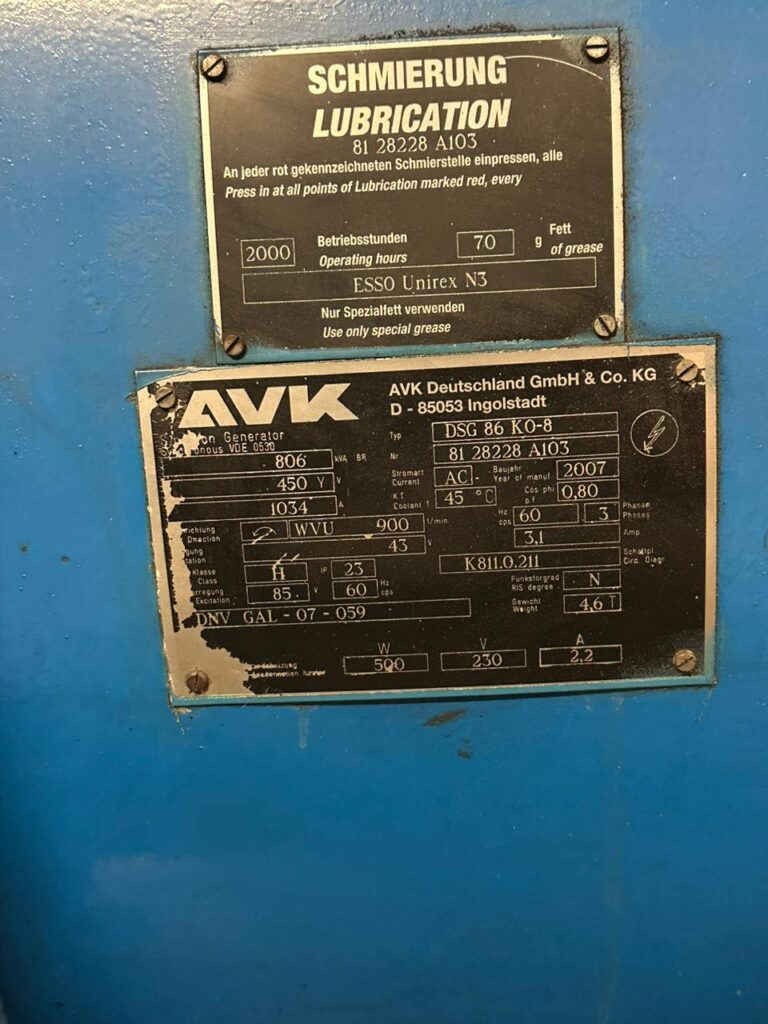 SCHMIERUNG
LUBRICATION
81 28228 A103
An jeder rot gekennzeichneten Schmierstelle einpressen, alle
Press in at all points of Lubrication marked red, every
2000 Betriebsstunden 70 g Fett
Operating hours of grease
ESSO Unirex N3
Nur Spezialfett verwenden
Use only special grease
AVK AVK Deutschland GmbH & Co. KG
D - 85053 Ingolstadt
Generator Typ DSG 86 KO-8
VDE 0530 Nr 81 28228 A103
806 kVA BR Stromart Current AC - Baujahr Year of manuf. 2007
450 Y V KT Coolant T 45 °C Cos phi p.f. 0,80
1034 A Hz cps 60 3 Phasen Phases
Direction WVU 900 1/min
43 V 3,1 Amp
Klasse Class H IP 23 K811.0.211 Schaltpl Circ. Diagr
Excitation 85 V 60 Hz cps Funkstörgrad RIS degree N
DNV GAL - 07 - 059 Gewicht Weight 4,6 T
W V A
500 230 2,2